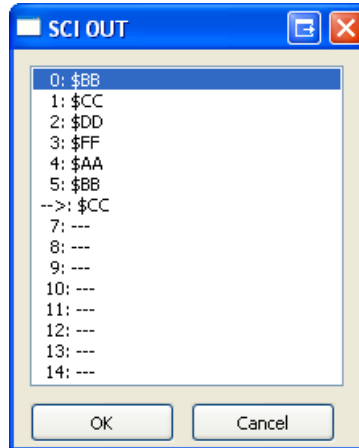 SCI OUT
0: $BB
1: $CC
2: $DD
3: $FF
4: $AA
5: $BB
-->: $CC
7: ---
8: ---
9: ---
10: ---
11: ---
12: ---
13: ---
14: ---
OK Cancel